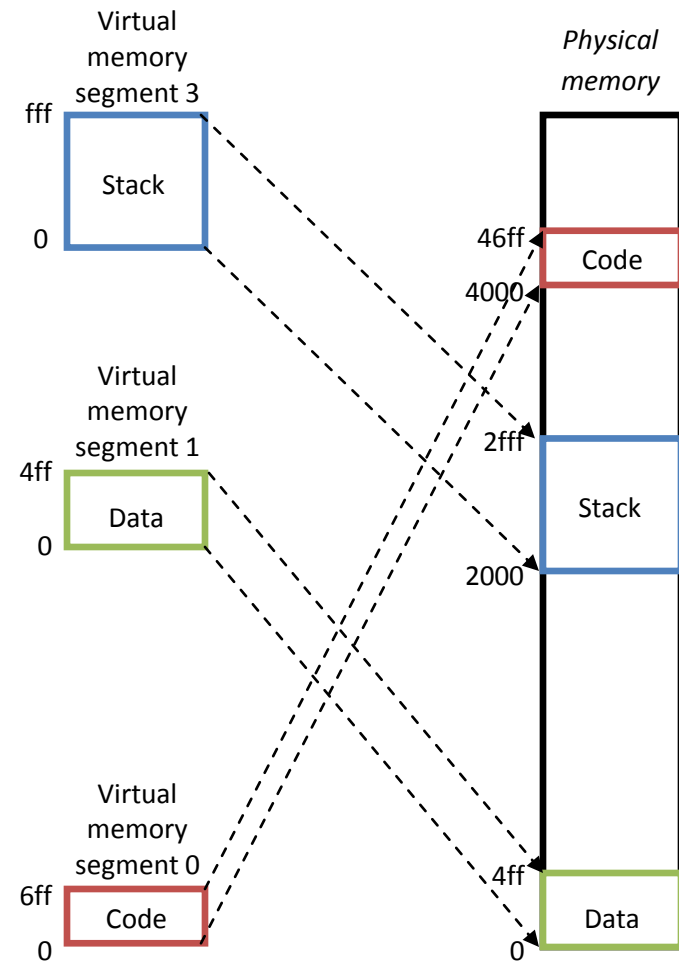 Virtual
memory
segment 3
fff
Stack
0
Virtual
memory
segment 1
4ff
Data
0
Virtual
memory
segment 0
6ff
Code
0
Physical
memory
46ff
Code
4000
2fff
Stack
2000
4ff
Data
0